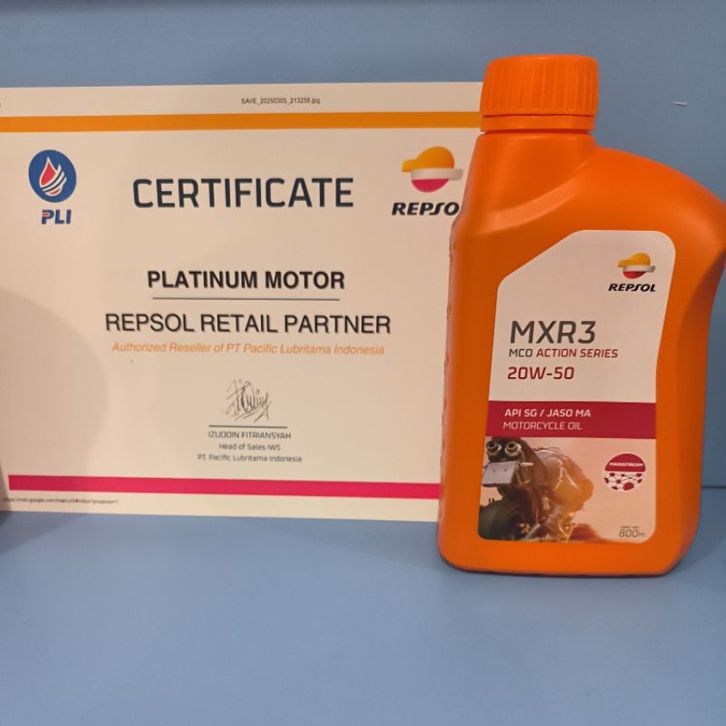 SAVE_20250305_213258.jpg
PLI
CERTIFICATE
REPSOL
PLATINUM MOTOR
REPSOL RETAIL PARTNER
Authorized Reseller of PT Pacific Lubritama Indonesia
IZUDDIN FITRIANSYAH
Head of Sales IWS
PT. Pacific Lubritama Indonesia
REPSOL
MXR3
MCO ACTION SERIES
20W-50
API SG / JASO MA
MOTORCYCLE OIL
MAINSTREAM
800